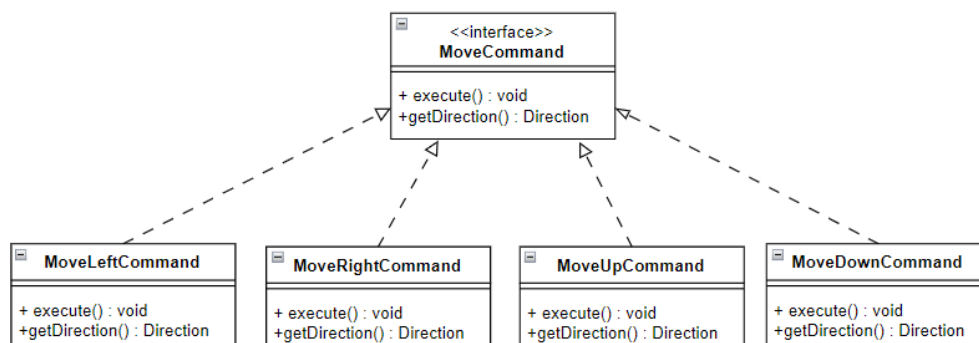 <<interface>>
MoveCommand
+ execute() : void
+getDirection() : Direction
MoveLeftCommand
+ execute() : void
+getDirection() : Direction
MoveRightCommand
+ execute() : void
+getDirection() : Direction
MoveUpCommand
+ execute() : void
+getDirection() : Direction
MoveDownCommand
+ execute() : void
+getDirection() : Direction